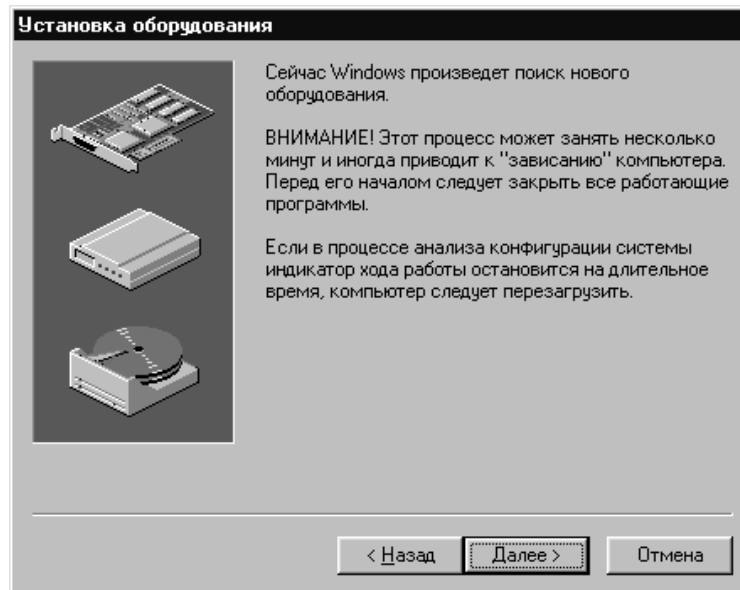 Установка оборудования
Сейчас Windows произведет поиск нового
оборудования.
ВНИМАНИЕ! Этот процесс может занять несколько
минут и иногда приводит к "зависанию" компьютера.
Перед его началом следует закрыть все работающие
программы.
Если в процессе анализа конфигурации системы
индикатор хода работы остановится на длительное
время, компьютер следует перезагрузить.
< Назад
Далее >
Отмена